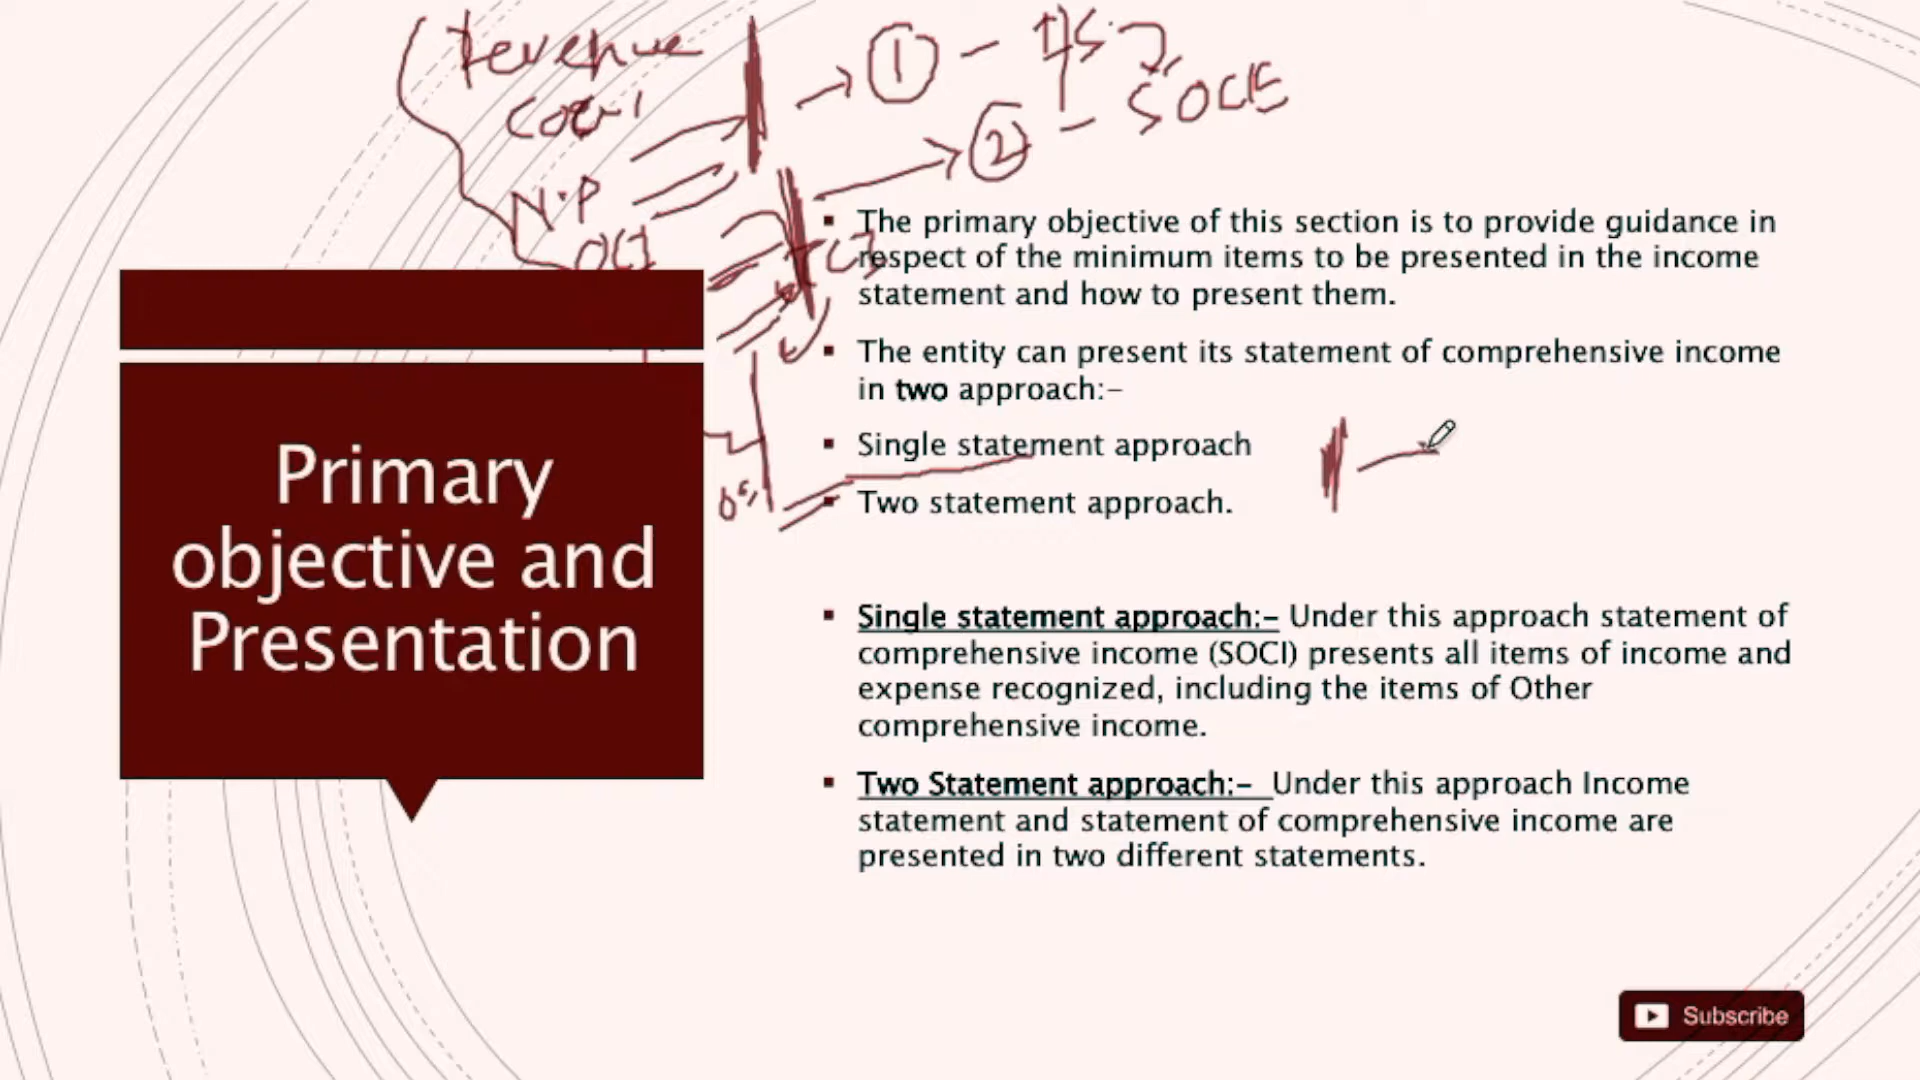 revenue
① - IS
② - SOCE
N.P
OCI
TCI
Primary
objective and
Presentation
▪ The primary objective of this section is to provide guidance in
respect of the minimum items to be presented in the income
statement and how to present them.
▪ The entity can present its statement of comprehensive income
in two approach:-
▪ Single statement approach
▪ Two statement approach.
▪ Single statement approach:- Under this approach statement of
comprehensive income (SOCI) presents all items of income and
expense recognized, including the items of Other
comprehensive income.
▪ Two Statement approach:- Under this approach Income
statement and statement of comprehensive income are
presented in two different statements.
Subscribe